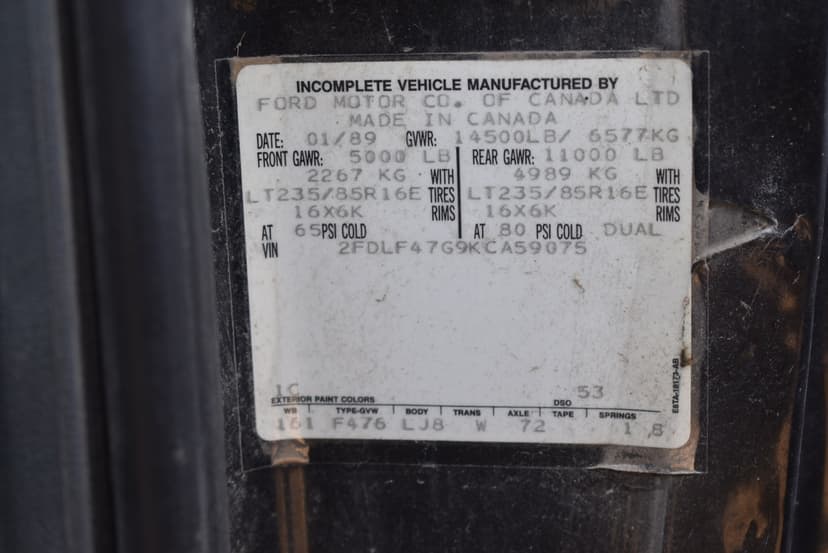 INCOMPLETE VEHICLE MANUFACTURED BY
FORD MOTOR CO. OF CANADA LTD
MADE IN CANADA
DATE: 01/89 GVWR: 14500LB/ 6577KG
FRONT GAWR: 5000 LB REAR GAWR: 11000 LB
2267 KG WITH 4989 KG WITH
LT235/85R16E TIRES LT235/85R16E TIRES
16X6K RIMS 16X6K RIMS
AT 65 PSI COLD AT 80 PSI COLD DUAL
VIN 2FDLF47G9KCA59075
1C 53
EXTERIOR PAINT COLORS DSO
WB TYPE-GVW BODY TRANS AXLE TAPE SPRINGS
161 F476 LJ8 W 72 1 8